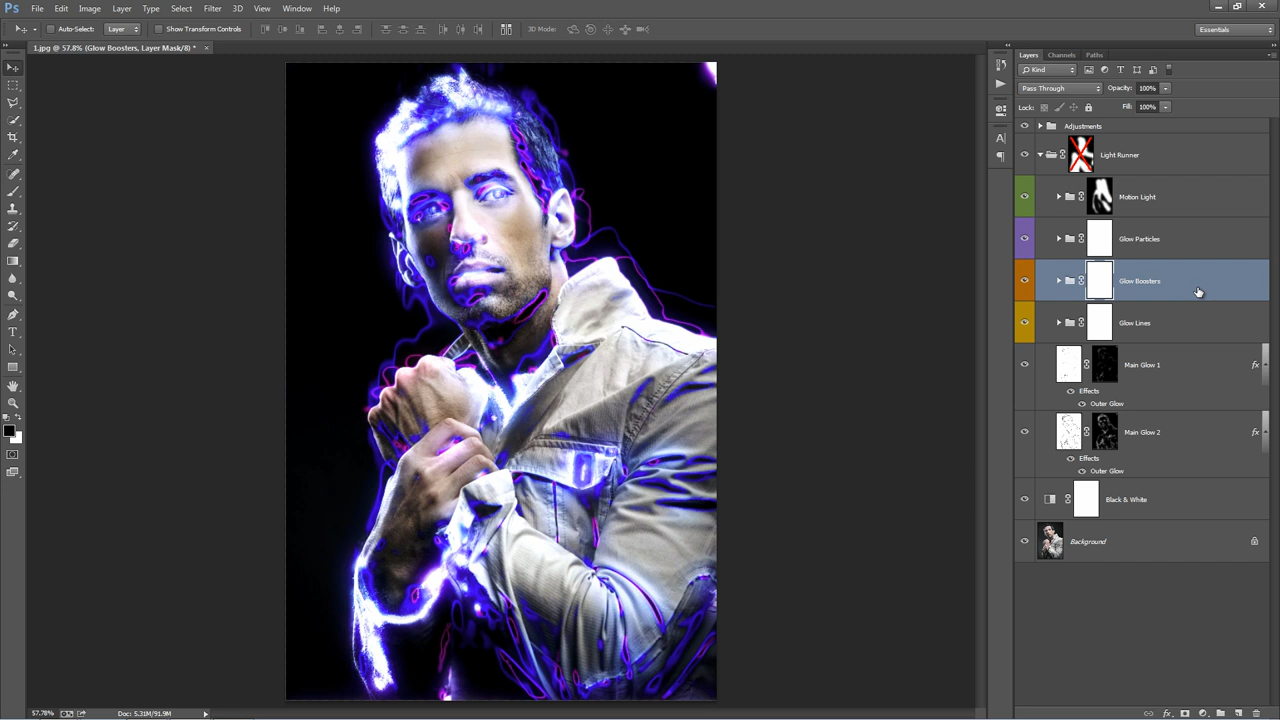 Ps File Edit Image Layer Type Select Filter 3D View Window Help
Auto-Select: Layer Show Transform Controls 3D Mode: Essentials
1.jpg @ 57.8% (Glow Boosters, Layer Mask/8) * ×
Layers Channels Paths
Kind
Pass Through Opacity: 100%
Lock: Fill: 100%
Adjustments
Light Runner
Motion Light
Glow Particles
Glow Boosters
Glow Lines
Main Glow 1 fx
Effects
Outer Glow
Main Glow 2 fx
Effects
Outer Glow
Black & White
Background
57.78% Doc: 5.31M/91.9M